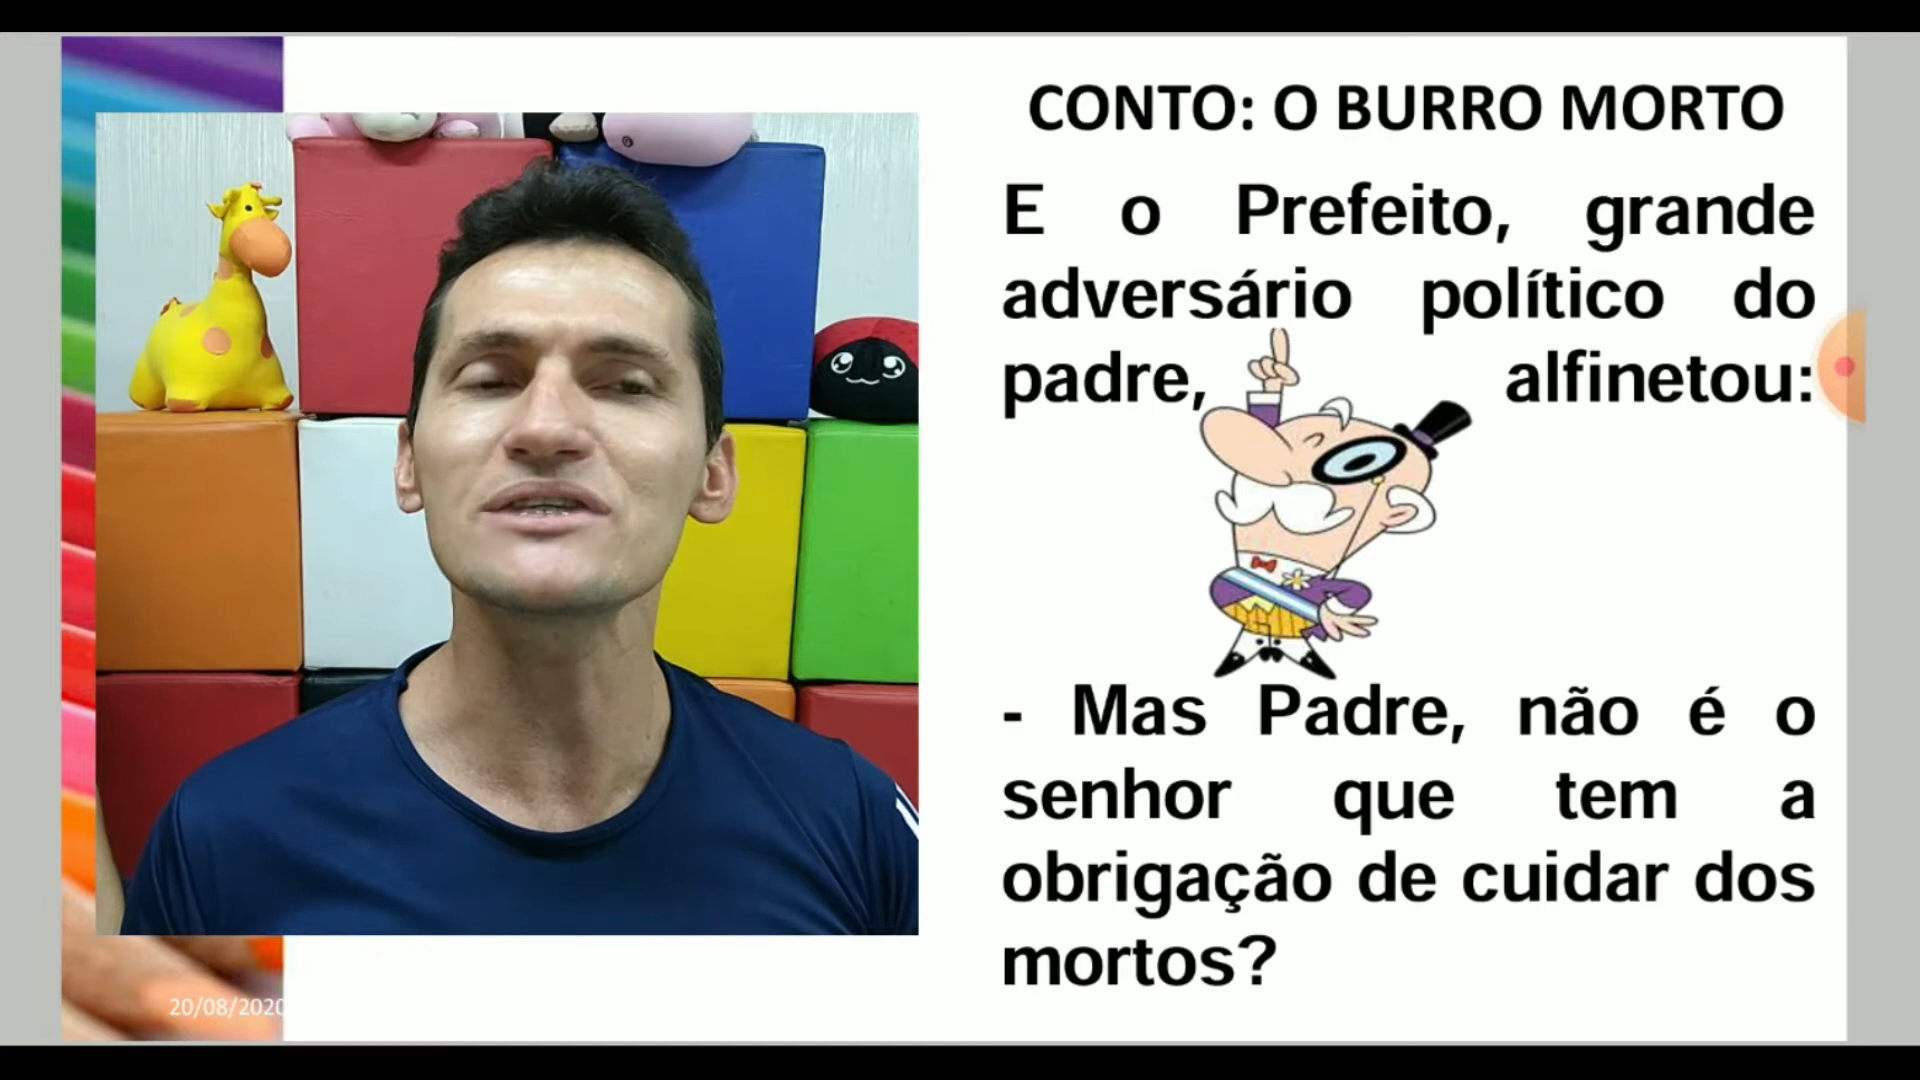 CONTO: O BURRO MORTO
E o Prefeito, grande
adversário político do
padre, alfinetou:
- Mas Padre, não é o
senhor que tem a
obrigação de cuidar dos
mortos?
20/08/2020